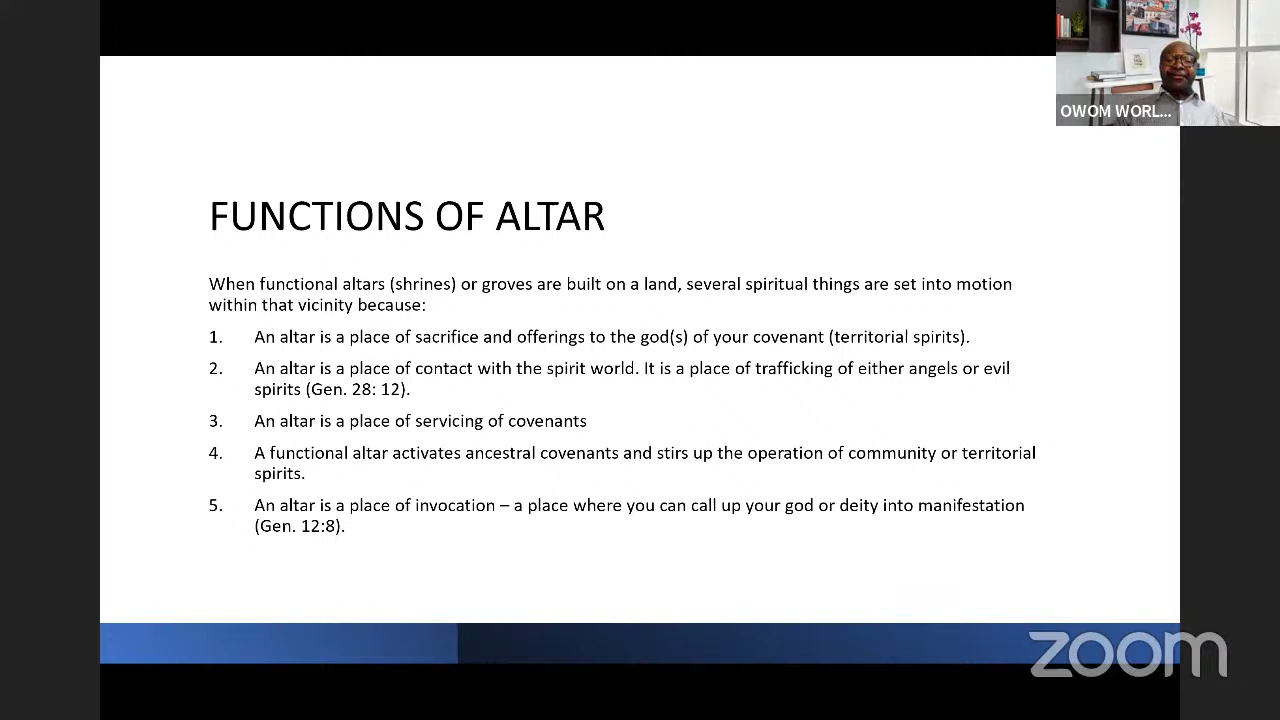 OWOM WORL...
FUNCTIONS OF ALTAR
When functional altars (shrines) or groves are built on a land, several spiritual things are set into motion
within that vicinity because:
1. An altar is a place of sacrifice and offerings to the god(s) of your covenant (territorial spirits).
2. An altar is a place of contact with the spirit world. It is a place of trafficking of either angels or evil
spirits (Gen. 28: 12).
3. An altar is a place of servicing of covenants
4. A functional altar activates ancestral covenants and stirs up the operation of community or territorial
spirits.
5. An altar is a place of invocation – a place where you can call up your god or deity into manifestation
(Gen. 12:8).
zoom